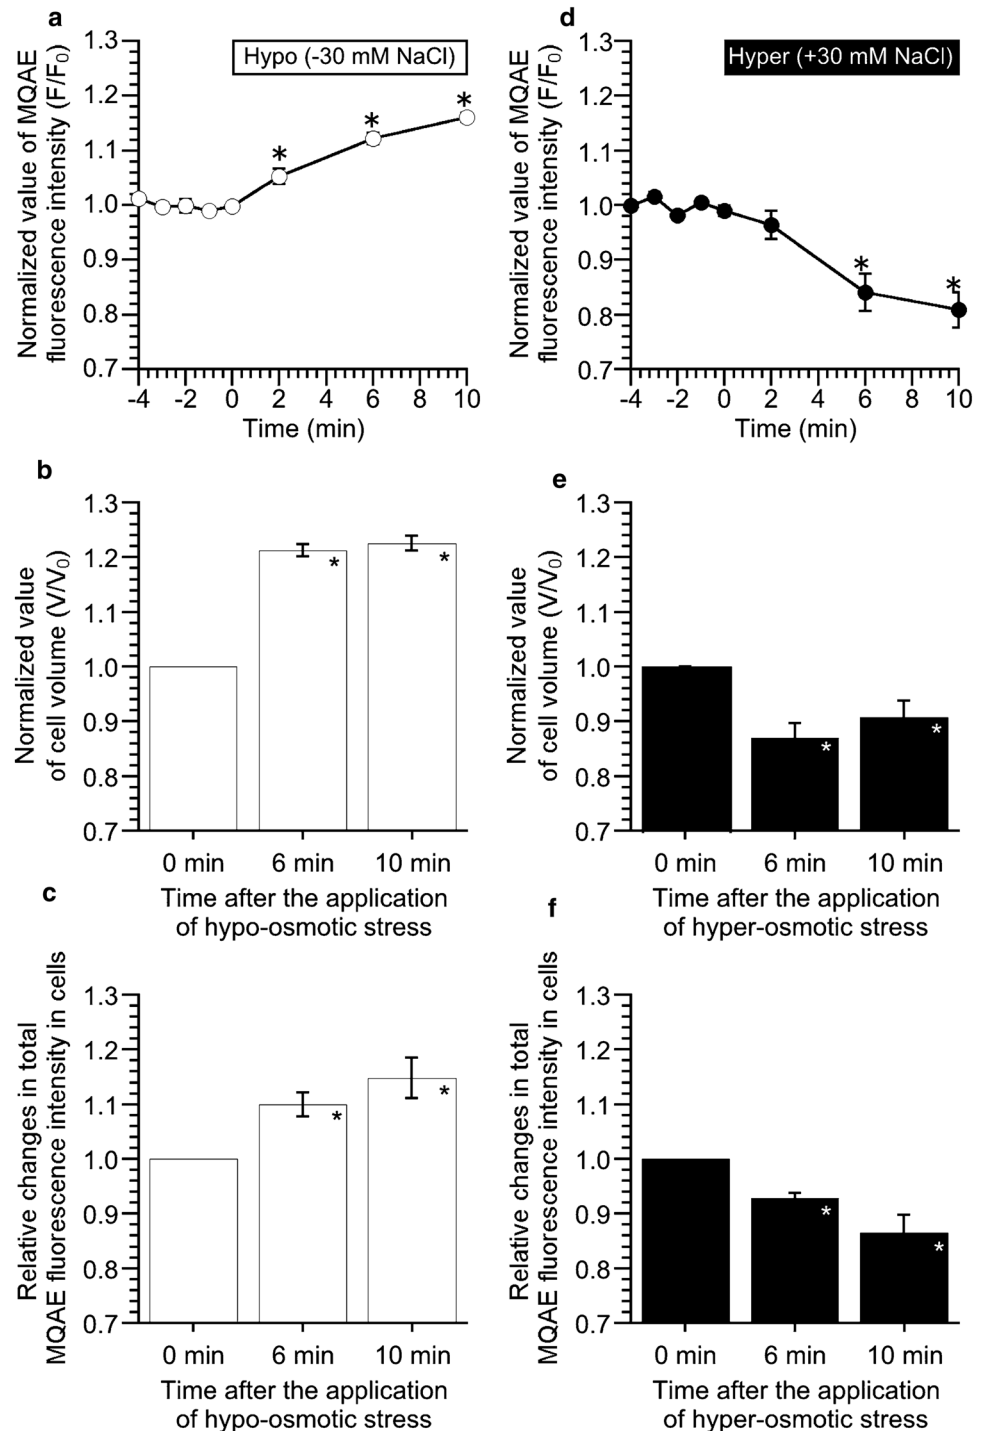 a
Normalized value of MQAE
fluorescence intensity (F/F0)
1.3
1.2
1.1
1.0
0.9
0.8
0.7
Hypo (-30 mM NaCl)
*
*
*
-4 -2 0 2 4 6 8 10
Time (min)
d
Normalized value of MQAE
fluorescence intensity (F/F0)
1.3
1.2
1.1
1.0
0.9
0.8
0.7
Hyper (+30 mM NaCl)
*
*
-4 -2 0 2 4 6 8 10
Time (min)
b
Normalized value
of cell volume (V/V0)
1.3
1.2
1.1
1.0
0.9
0.8
0.7
*
*
0 min 6 min 10 min
Time after the application
of hypo-osmotic stress
e
Normalized value
of cell volume (V/V0)
1.3
1.2
1.1
1.0
0.9
0.8
0.7
*
*
0 min 6 min 10 min
Time after the application
of hyper-osmotic stress
c
Relative changes in total
MQAE fluorescence intensity in cells
1.3
1.2
1.1
1.0
0.9
0.8
0.7
*
*
0 min 6 min 10 min
Time after the application
of hypo-osmotic stress
f
Relative changes in total
MQAE fluorescence intensity in cells
1.3
1.2
1.1
1.0
0.9
0.8
0.7
*
*
0 min 6 min 10 min
Time after the application
of hyper-osmotic stress